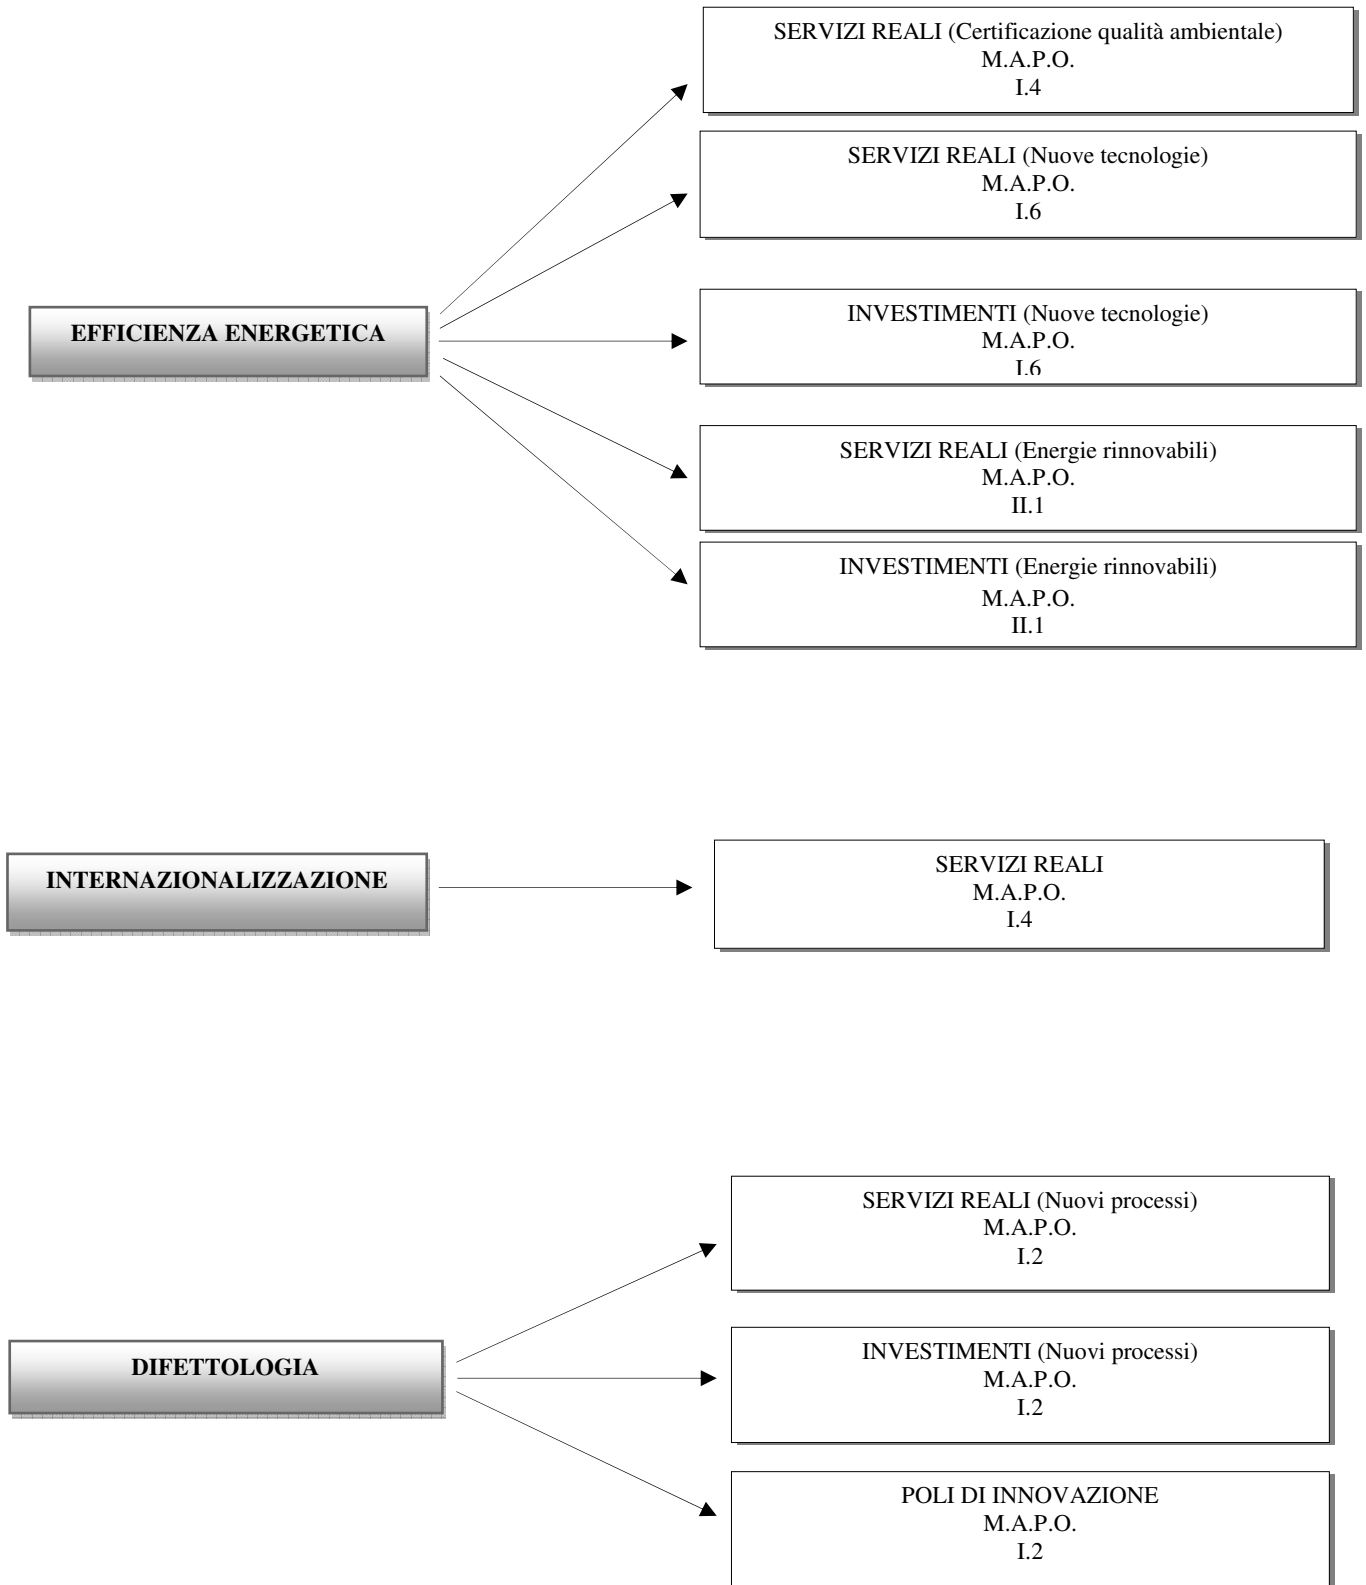 SERVIZI REALI (Certificazione qualità ambientale)
M.A.P.O.
I.4
SERVIZI REALI (Nuove tecnologie)
M.A.P.O.
I.6
EFFICIENZA ENERGETICA
INVESTIMENTI (Nuove tecnologie)
M.A.P.O.
I.6
SERVIZI REALI (Energie rinnovabili)
M.A.P.O.
II.1
INVESTIMENTI (Energie rinnovabili)
M.A.P.O.
II.1
INTERNAZIONALIZZAZIONE
SERVIZI REALI
M.A.P.O.
I.4
SERVIZI REALI (Nuovi processi)
M.A.P.O.
I.2
DIFETTOLOGIA
INVESTIMENTI (Nuovi processi)
M.A.P.O.
I.2
POLI DI INNOVAZIONE
M.A.P.O.
I.2